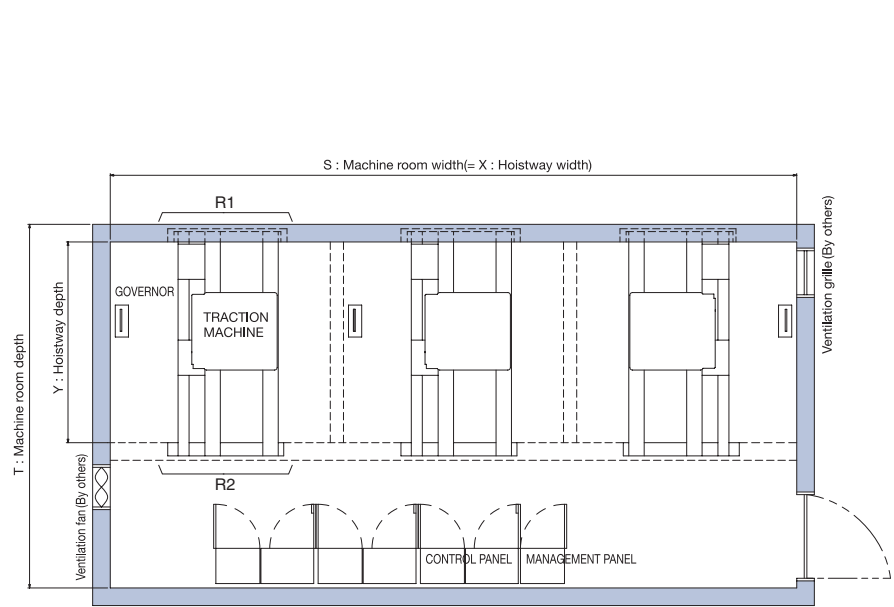 S : Machine room width(= X : Hoistway width)
R1
Ventilation grille(By others)
GOVERNOR
TRACTION
MACHINE
Y : Hoistway depth
T : Machine room depth
R2
Ventilation fan(By others)
CONTROL PANEL
MANAGEMENT PANEL